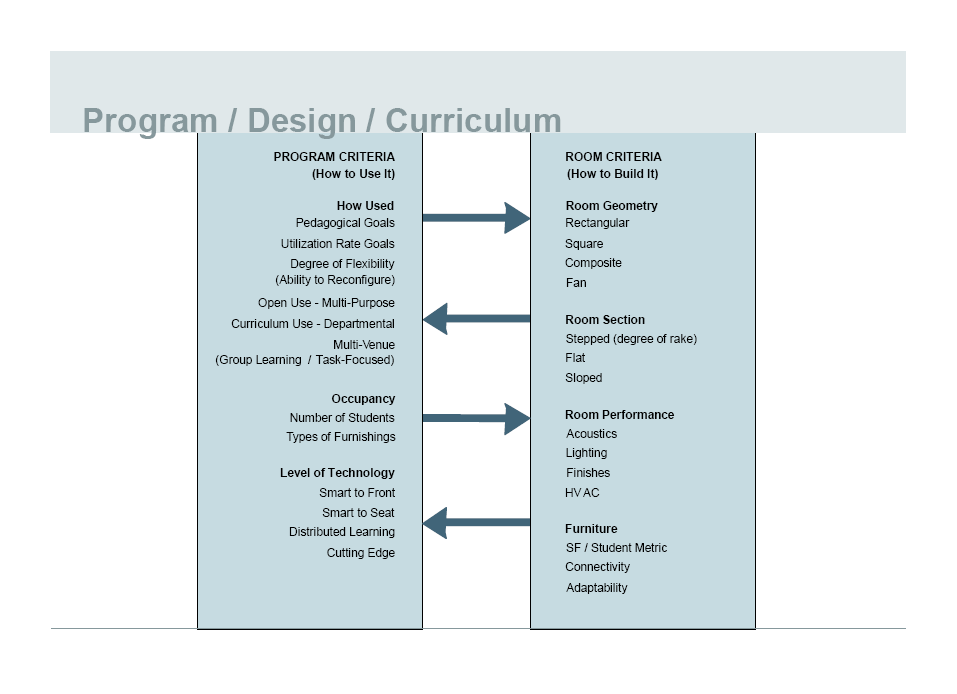 Program / Design / Curriculum
PROGRAM CRITERIA
(How to Use It)
How Used
Pedagogical Goals
Utilization Rate Goals
Degree of Flexibility
(Ability to Reconfigure)
Open Use - Multi-Purpose
Curriculum Use - Departmental
Multi-Venue
(Group Learning / Task-Focused)
Occupancy
Number of Students
Types of Furnishings
Level of Technology
Smart to Front
Smart to Seat
Distributed Learning
Cutting Edge
ROOM CRITERIA
(How to Build It)
Room Geometry
Rectangular
Square
Composite
Fan
Room Section
Stepped (degree of rake)
Flat
Sloped
Room Performance
Acoustics
Lighting
Finishes
HVAC
Furniture
SF / Student Metric
Connectivity
Adaptability